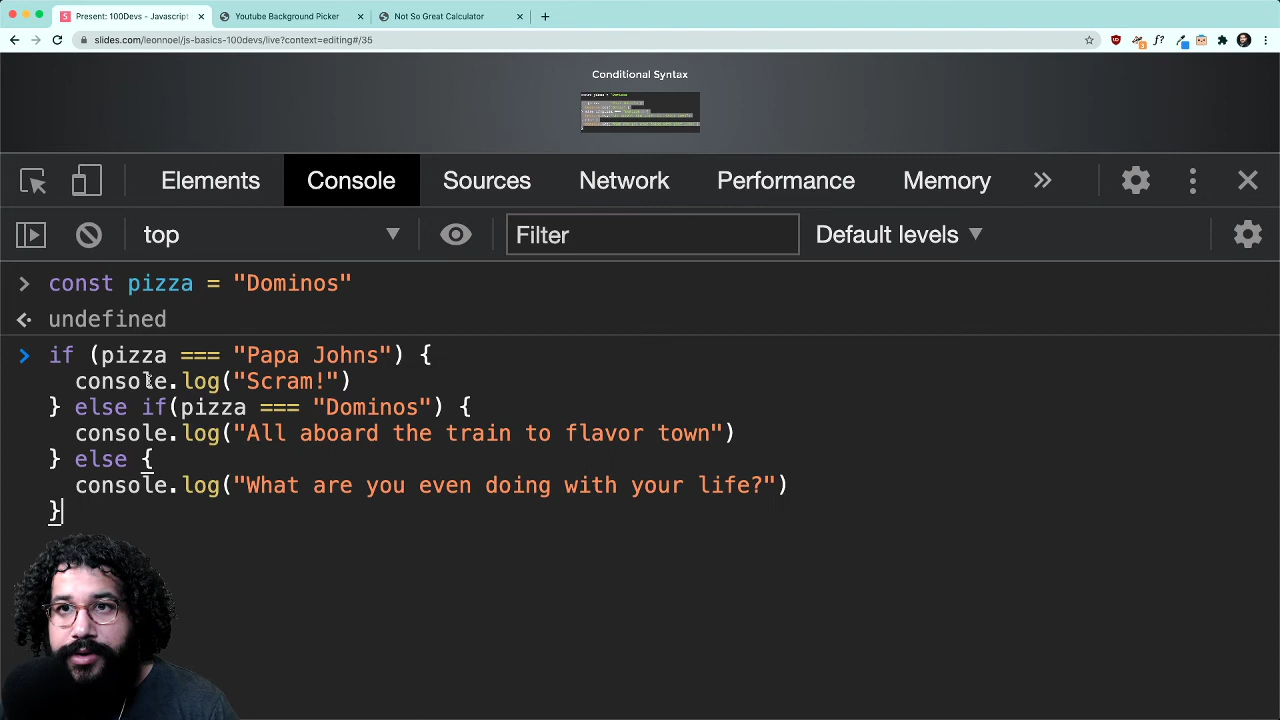 Present: 100Devs - Javascript
Youtube Background Picker
Not So Great Calculator
slides.com/leonnoel/js-basics-100devs/live?context=editing#/35
Conditional Syntax
Elements Console Sources Network Performance Memory
top Filter Default levels
const pizza = "Dominos"
undefined
if (pizza === "Papa Johns") {
console.log("Scram!")
} else if(pizza === "Dominos") {
console.log("All aboard the train to flavor town")
} else {
console.log("What are you even doing with your life?")
}